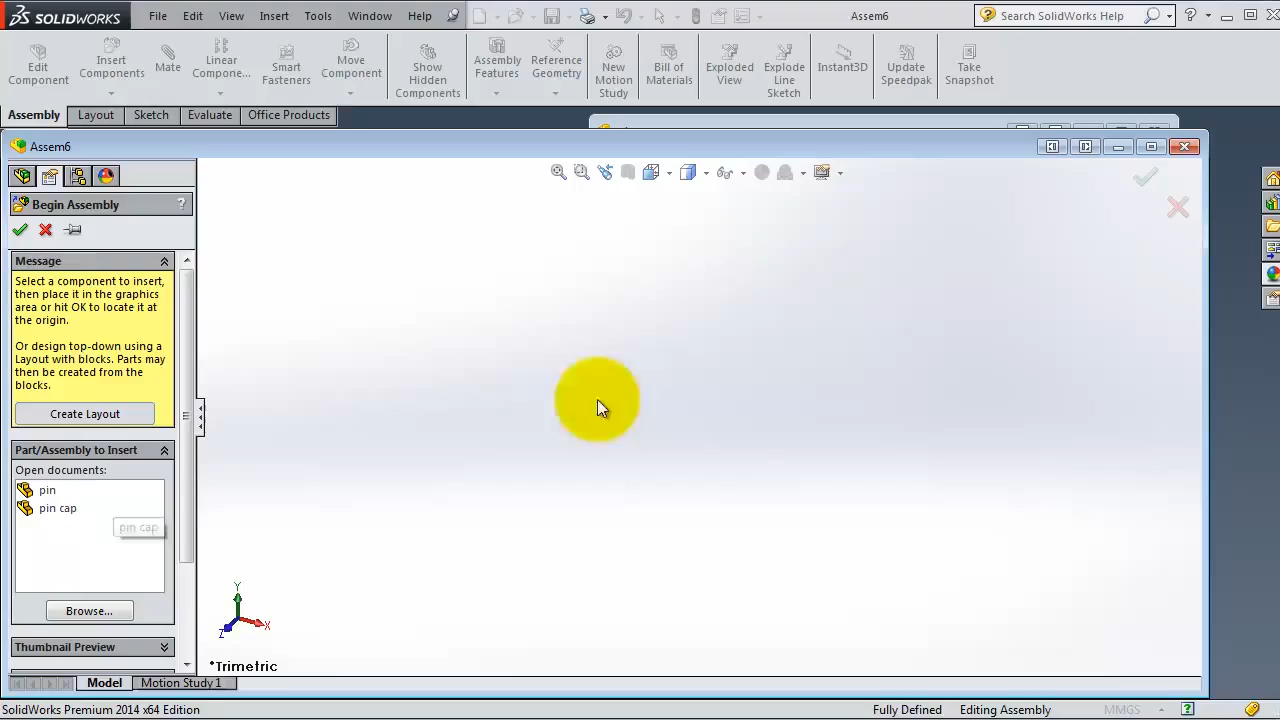 SOLIDWORKS File Edit View Insert Tools Window Help Assem6 Search SolidWorks Help
Edit Component
Insert Components
Mate
Linear Compone...
Smart Fasteners
Move Component
Show Hidden Components
Assembly Features
Reference Geometry
New Motion Study
Bill of Materials
Exploded View
Explode Line Sketch
Instant3D
Update Speedpak
Take Snapshot
Assembly Layout Sketch Evaluate Office Products
Assem6
Begin Assembly ?
Message
Select a component to insert,
then place it in the graphics
area or hit OK to locate it at
the origin.
Or design top-down using a
Layout with blocks. Parts may
then be created from the
blocks.
Create Layout
Part/Assembly to Insert
Open documents:
pin
pin cap
pin cap
Browse...
Thumbnail Preview
Y
X
Z
*Trimetric
Model Motion Study 1
SolidWorks Premium 2014 x64 Edition Fully Defined Editing Assembly MMGS ?